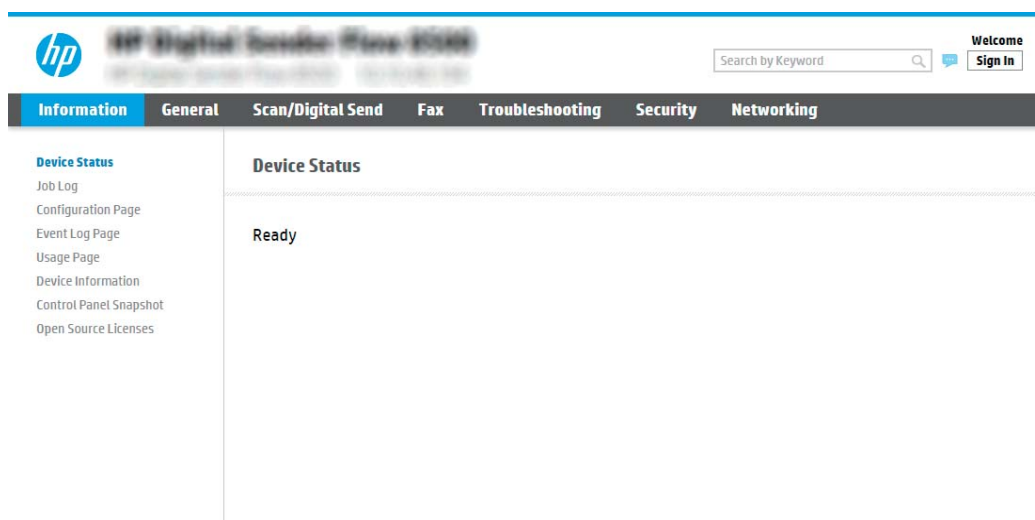 hp
Welcome
Search by Keyword
Sign In
Information General Scan/Digital Send Fax Troubleshooting Security Networking
Device Status
Job Log
Configuration Page
Event Log Page
Usage Page
Device Information
Control Panel Snapshot
Open Source Licenses
Device Status
Ready